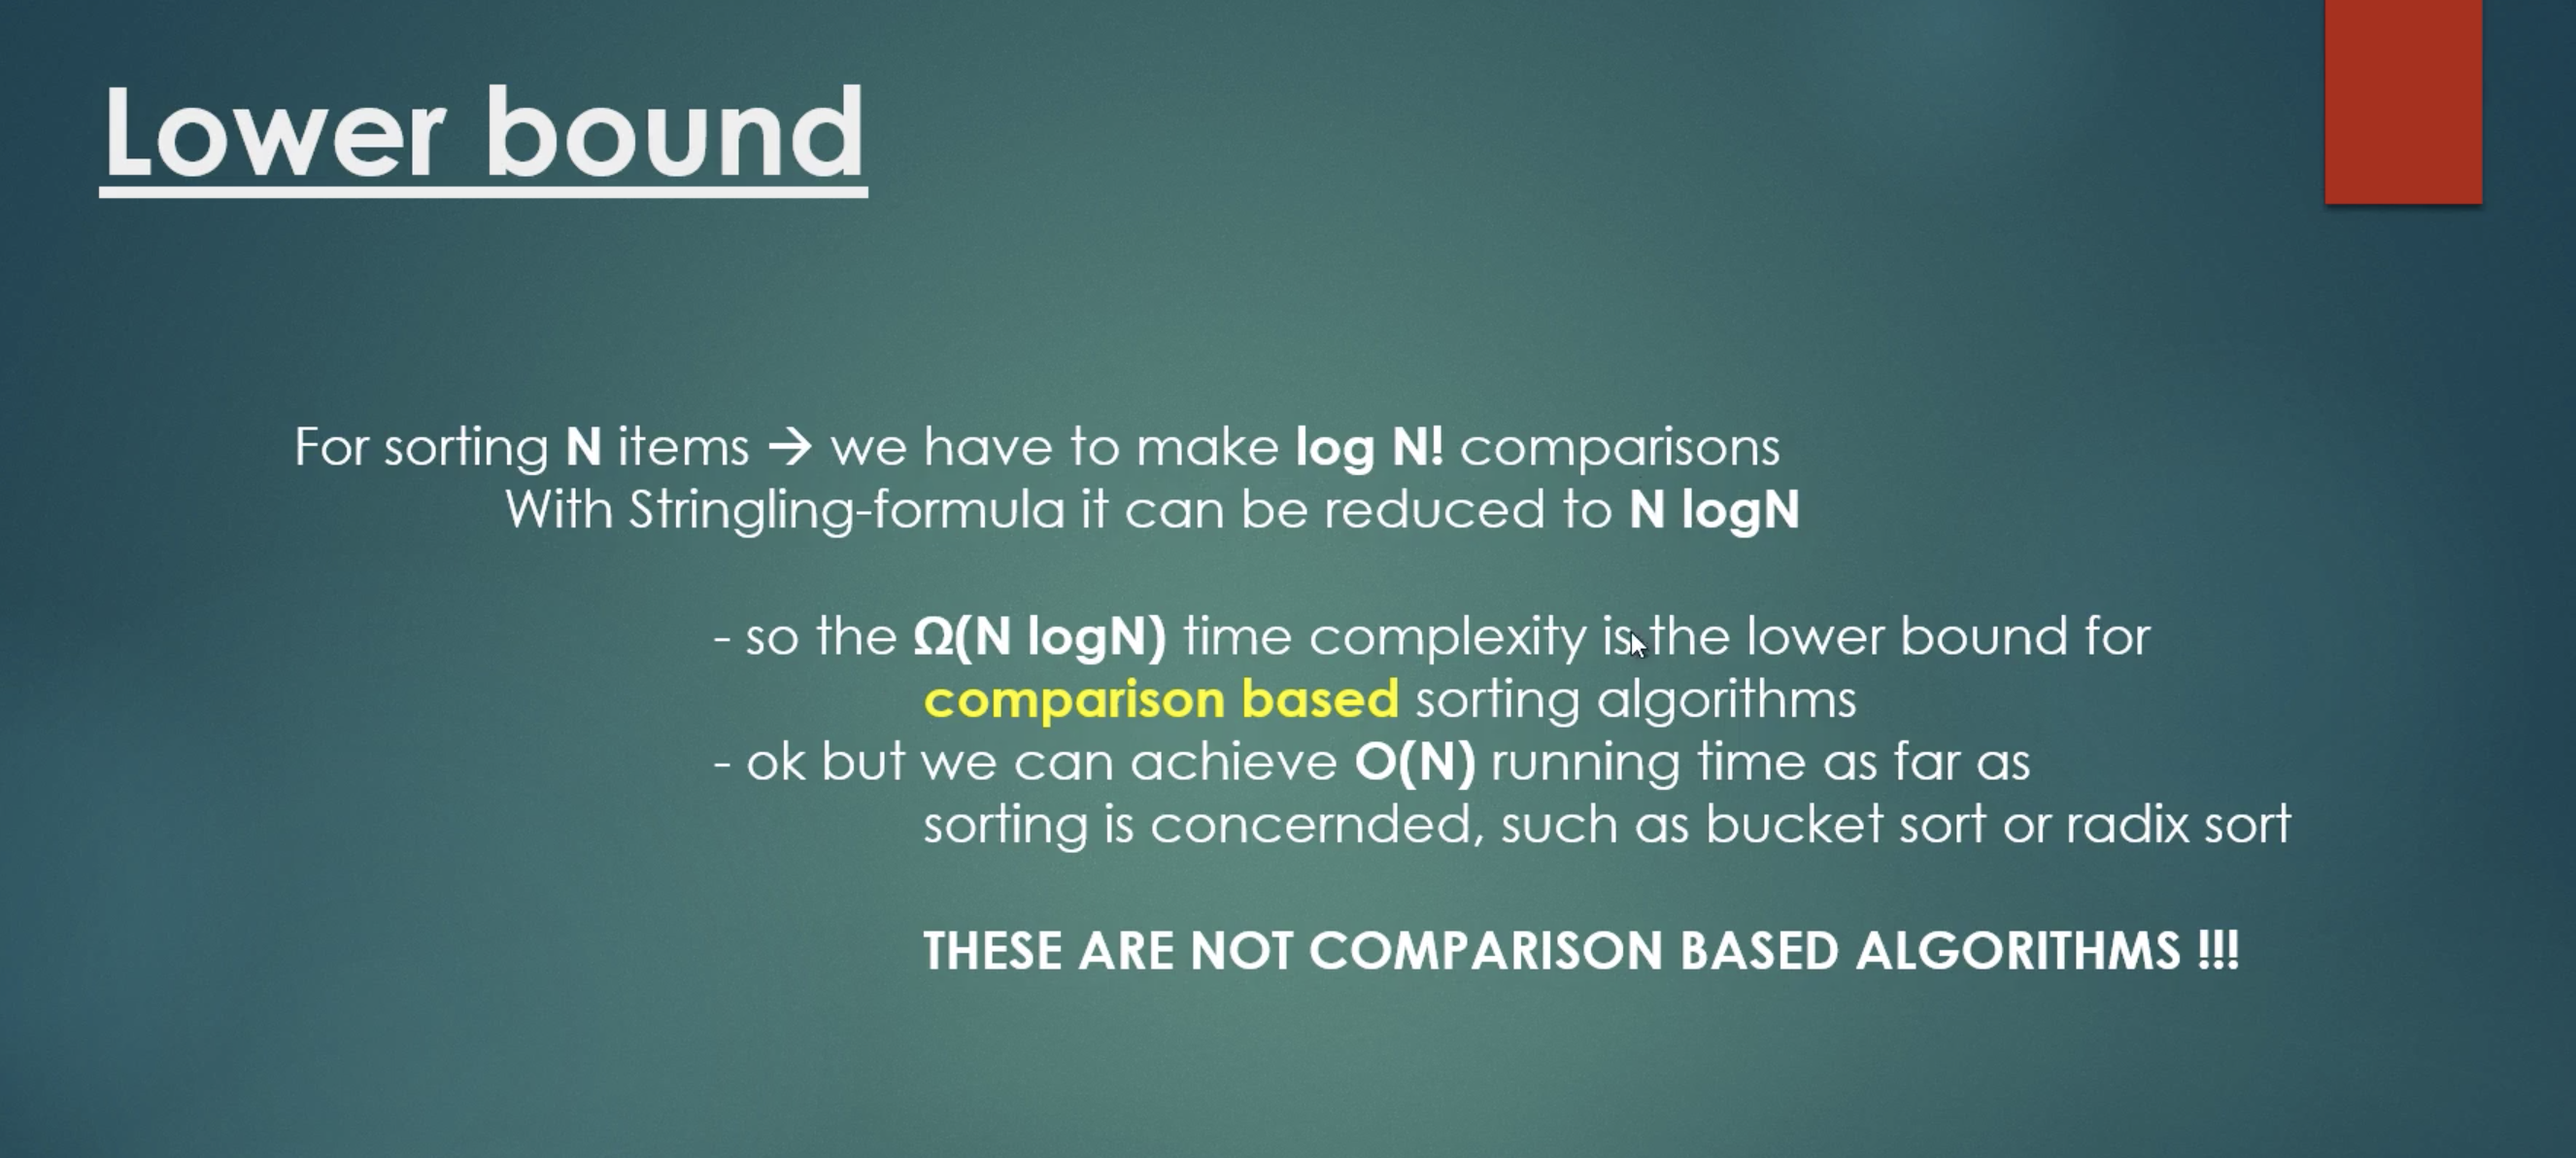 Lower bound
For sorting N items → we have to make log N! comparisons
With Stringling-formula it can be reduced to N logN
- so the Ω(N logN) time complexity is the lower bound for
comparison based sorting algorithms
- ok but we can achieve O(N) running time as far as
sorting is concernded, such as bucket sort or radix sort
THESE ARE NOT COMPARISON BASED ALGORITHMS !!!